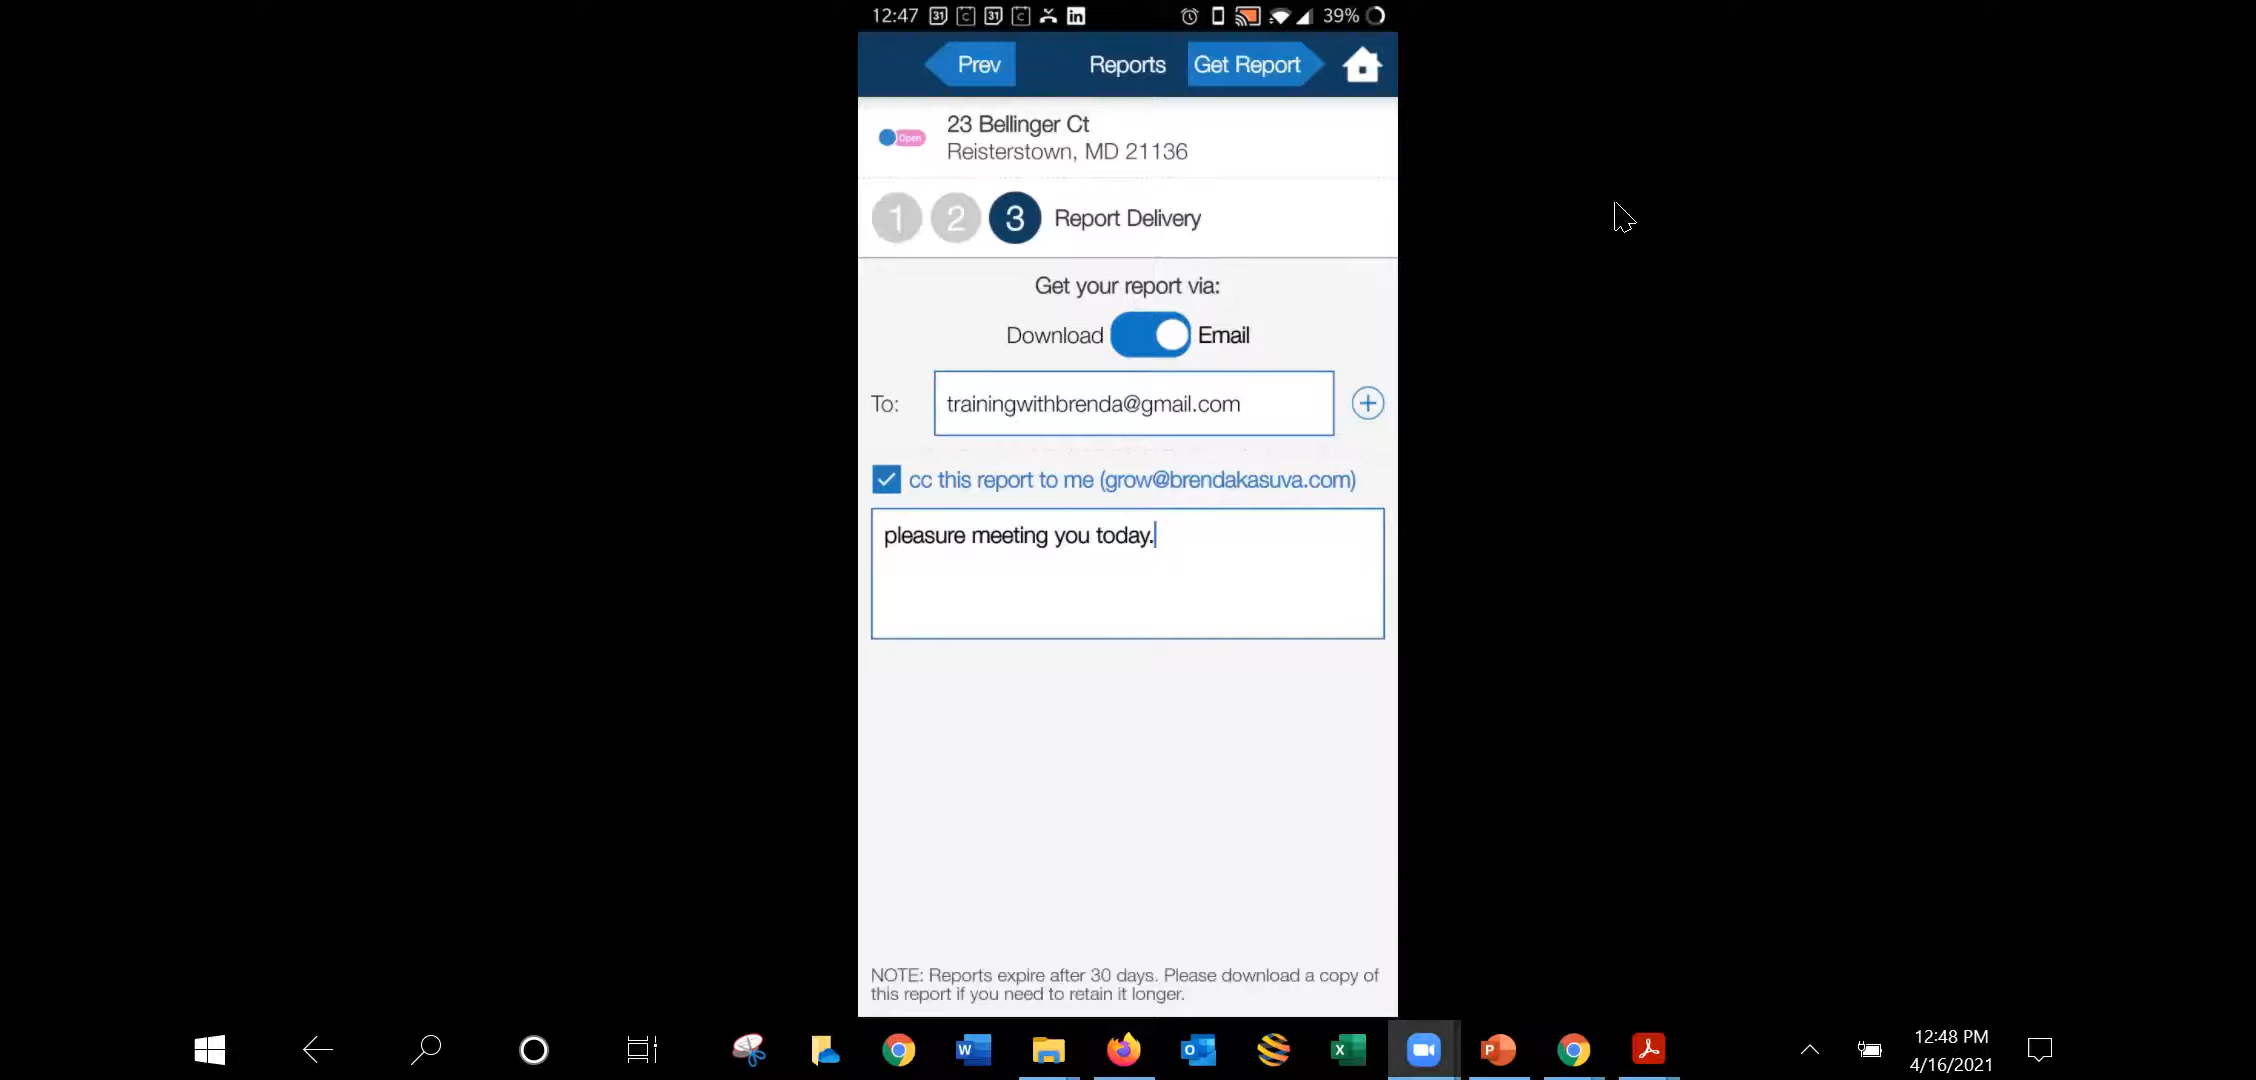 12:47 31 C 31 C in 39%
Prev Reports Get Report
Open 23 Bellinger Ct
Reisterstown, MD 21136
1 2 3 Report Delivery
Get your report via:
Download Email
To: trainingwithbrenda@gmail.com
cc this report to me (grow@brendakasuva.com)
pleasure meeting you today.
NOTE: Reports expire after 30 days. Please download a copy of
this report if you need to retain it longer.
W O X P
12:48 PM
4/16/2021